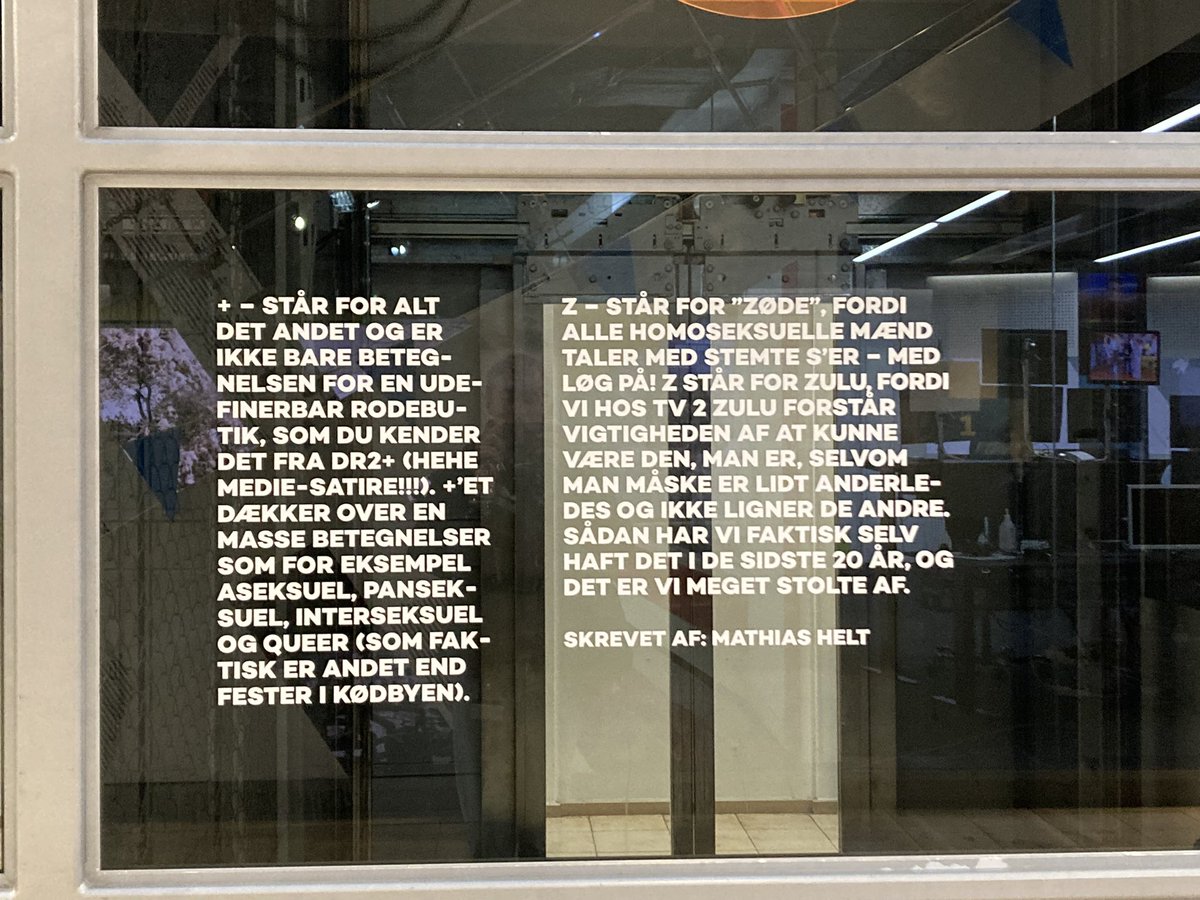 + – STÅR FOR ALT
DET ANDET OG ER
IKKE BARE BETEG-
NELSEN FOR EN UDE-
FINERBAR RODEBU-
TIK, SOM DU KENDER
DET FRA DR2+ (HEHE
MEDIE-SATIRE!!!). +’ET
DÆKKER OVER EN
MASSE BETEGNELSER
SOM FOR EKSEMPEL
ASEKSUEL, PANSEK-
SUEL, INTERSEKSUEL
OG QUEER (SOM FAK-
TISK ER ANDET END
FESTER I KØDBYEN).
Z – STÅR FOR ”ZØDE”, FORDI
ALLE HOMOSEKSUELLE MÆND
TALER MED STEMTE S’ER – MED
LØG PÅ! Z STÅR FOR ZULU, FORDI
VI HOS TV 2 ZULU FORSTÅR
VIGTIGHEDEN AF AT KUNNE
VÆRE DEN, MAN ER, SELVOM
MAN MÅSKE ER LIDT ANDERLE-
DES OG IKKE LIGNER DE ANDRE.
SÅDAN HAR VI FAKTISK SELV
HAFT DET I DE SIDSTE 20 ÅR, OG
DET ER VI MEGET STOLTE AF.
SKREVET AF: MATHIAS HELT